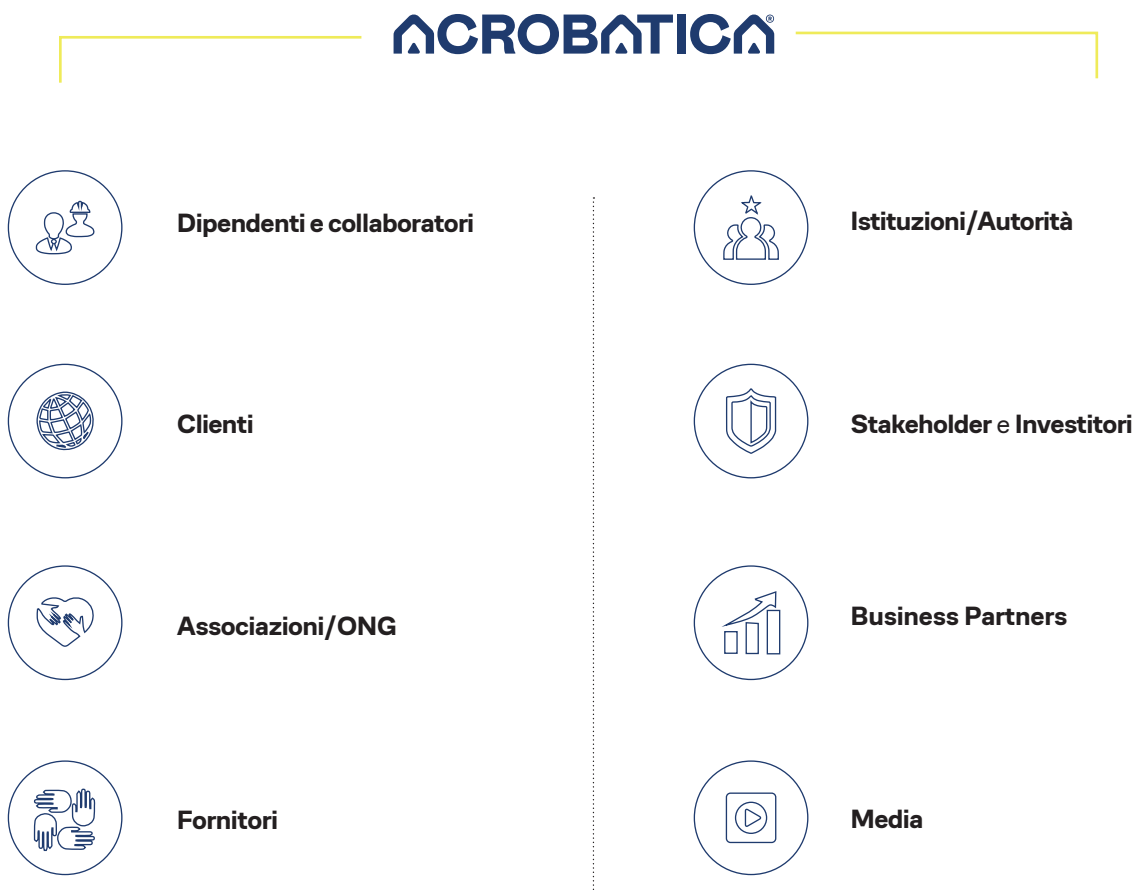 ACROBATICA®
Dipendenti e collaboratori
Clienti
Associazioni/ONG
Fornitori
Istituzioni/Autorità
Stakeholder e Investitori
Business Partners
Media